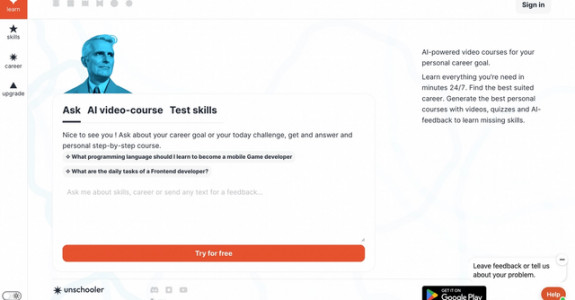 learn
Sign in
skills
career
upgrade
AI-powered video courses for your
personal career goal.
Learn everything you're need in
minutes 24/7. Find the best suited
career. Generate the best personal
courses with videos, quizzes and AI-
feedback to learn missing skills.
Ask AI video-course Test skills
Nice to see you ! Ask about your career goal or your today challenge, get and answer and
personal step-by-step course.
What programming language should I learn to become a mobile Game developer
What are the daily tasks of a Frontend developer?
Ask me about skills, career or send any text for a feedback...
Try for free
Leave feedback or tell us
about your problem.
unschooler
GET IT ON
Google Play
Help